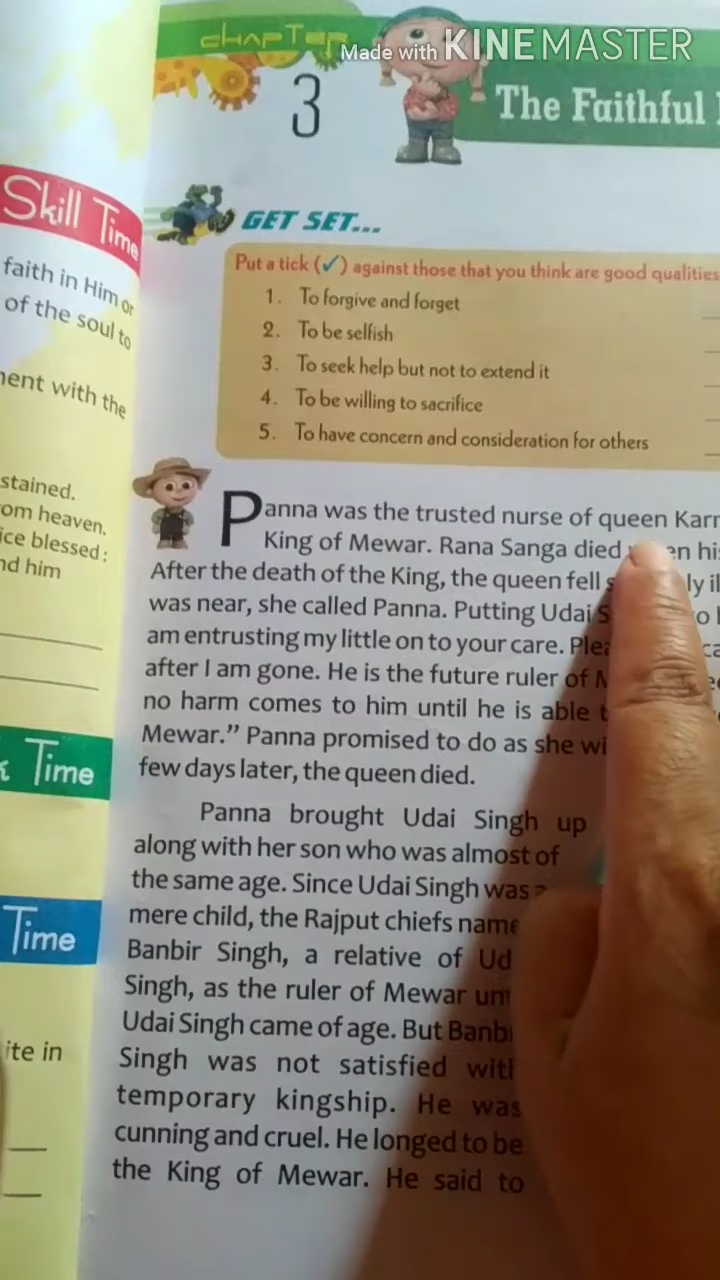 CHAPTER
Made with KINEMASTER
3
The Faithful
Skill Time
faith in Him or
of the soul to
ment with the
stained.
om heaven.
ice blessed :
nd him
Time
Time
ite in
GET SET...
Put a tick (✓) against those that you think are good qualities
1. To forgive and forget
2. To be selfish
3. To seek help but not to extend it
4. To be willing to sacrifice
5. To have concern and consideration for others
Panna was the trusted nurse of queen Karn
King of Mewar. Rana Sanga died his
After the death of the King, the queen fell ly il
was near, she called Panna. Putting Udai
am entrusting my little on to your care.
after I am gone. He is the future ruler of
no harm comes to him until he is able
Mewar.” Panna promised to do as she wi
few days later, the queen died.
Panna brought Udai Singh up
along with her son who was almost of
the same age. Since Udai Singh was a
mere child, the Rajput chiefs name
Banbir Singh, a relative of Ud
Singh, as the ruler of Mewar un
Udai Singh came of age. But Banbi
Singh was not satisfied with
temporary kingship. He was
cunning and cruel. He longed to be
the King of Mewar. He said to